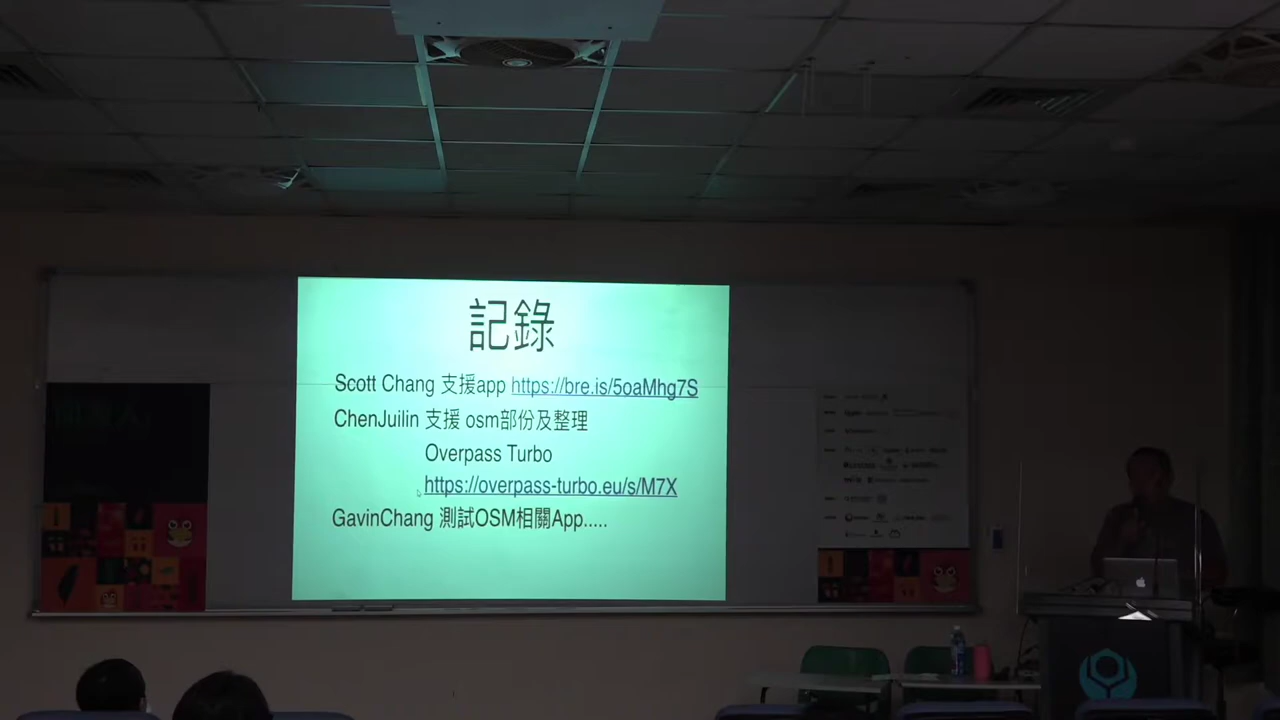 記錄
Scott Chang 支援app https://bre.is/5oaMhg7S
ChenJuilin 支援 osm部份及整理
Overpass Turbo
https://overpass-turbo.eu/s/M7X
GavinChang 測試OSM相關App.....